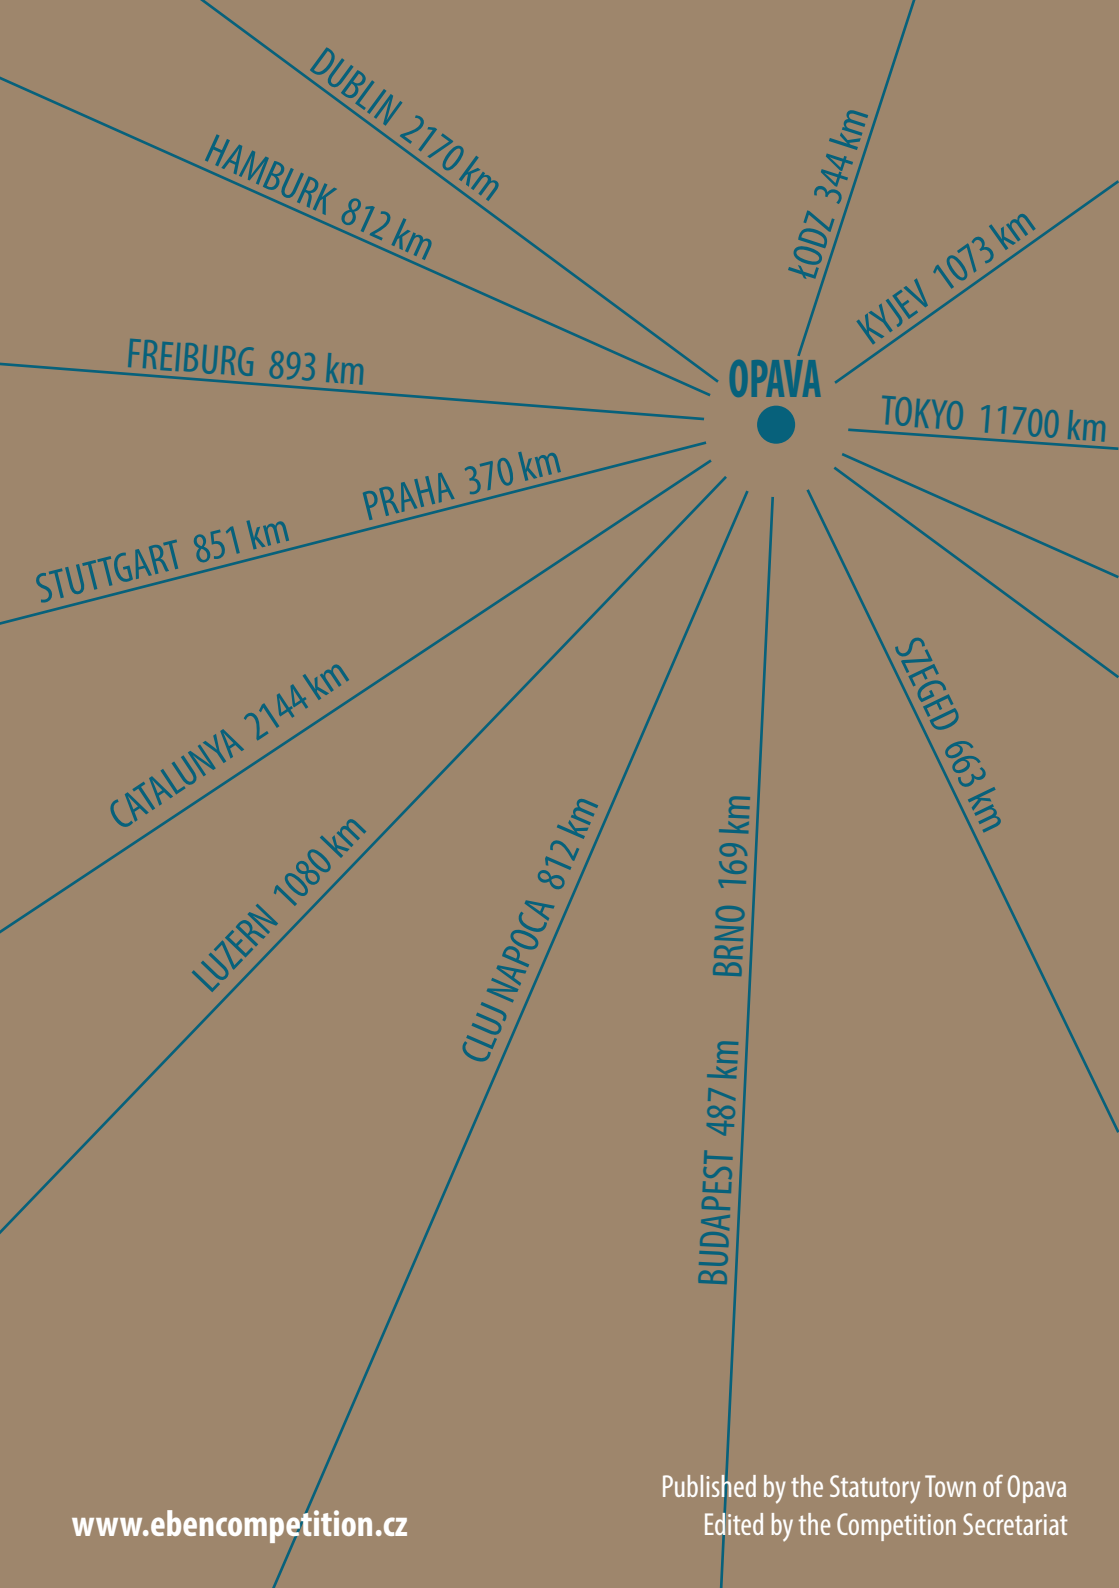 DUBLIN 2170 km
HAMBURK 812 km
ŁODZ 344 km
KYJEV 1073 km
FREIBURG 893 km
OPAVA
TOKYO 11700 km
PRAHA 370 km
STUTTGART 851 km
CATALUNYA 2144 km
SZEGED 663 km
LUZERN 1080 km
CLUJ NAPOCA 812 km
BRNO 169 km
BUDAPEST 487 km
Published by the Statutory Town of Opava
www.ebencompetition.cz
Edited by the Competition Secretariat